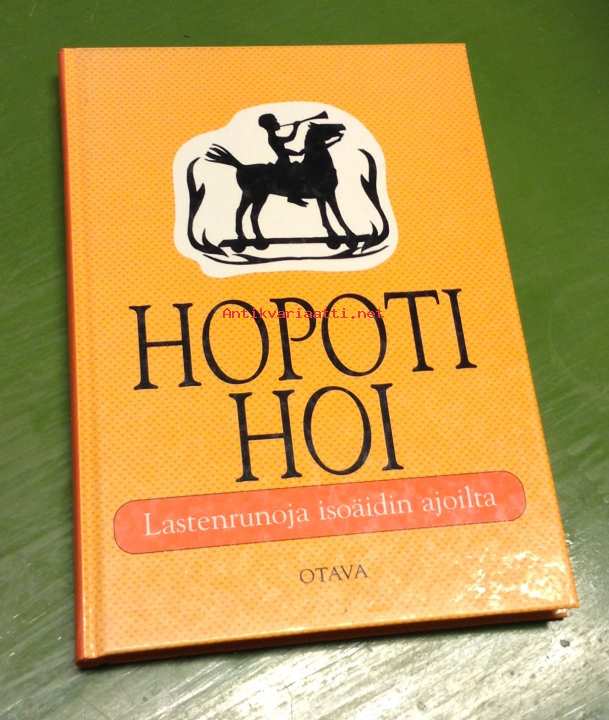 HOPOTI
Antikvariaatti.net
HOI
Lastenrunoja isoäidin ajoilta
OTAVA